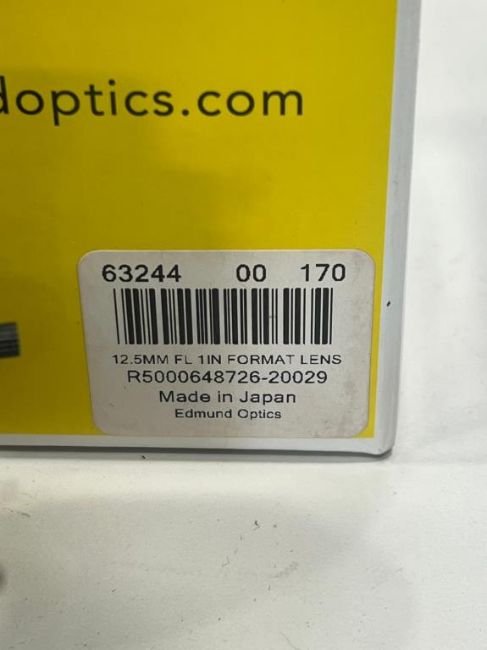 doptics.com
63244 00 170
12.5MM FL 1IN FORMAT LENS
R5000648726-20029
Made in Japan
Edmund Optics